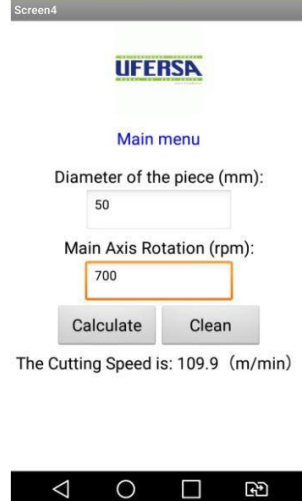 Screen4
UFERSA
Main menu
Diameter of the piece (mm):
50
Main Axis Rotation (rpm):
700
Calculate Clean
The Cutting Speed is: 109.9 (m/min)